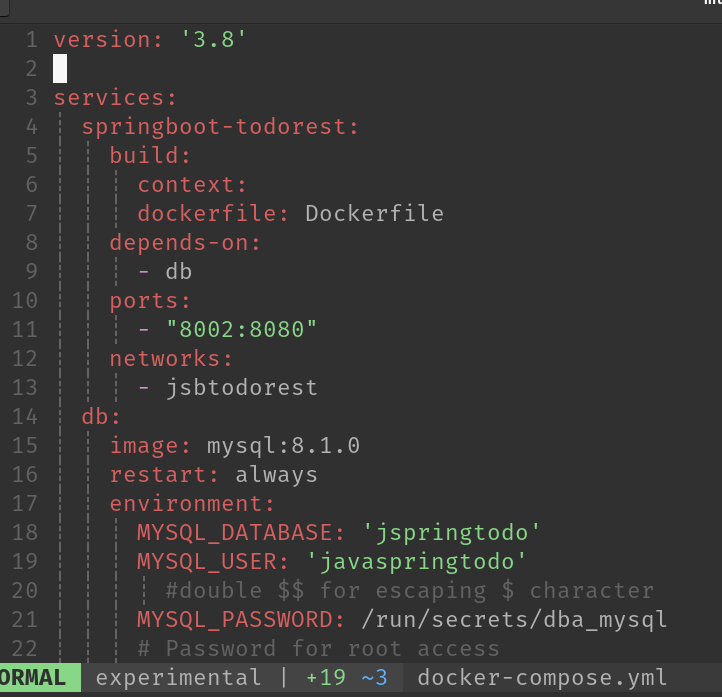 1 version: '3.8'
2
3 services:
4 springboot-todorest:
5 build:
6 context:
7 dockerfile: Dockerfile
8 depends-on:
9 - db
10 ports:
11 - "8002:8080"
12 networks:
13 - jsbtodorest
14 db:
15 image: mysql:8.1.0
16 restart: always
17 environment:
18 MYSQL_DATABASE: 'jspringtodo'
19 MYSQL_USER: 'javaspringtodo'
20 #double $$ for escaping $ character
21 MYSQL_PASSWORD: /run/secrets/dba_mysql
22 # Password for root access
ORMAL experimental | +19 ~3 docker-compose.yml